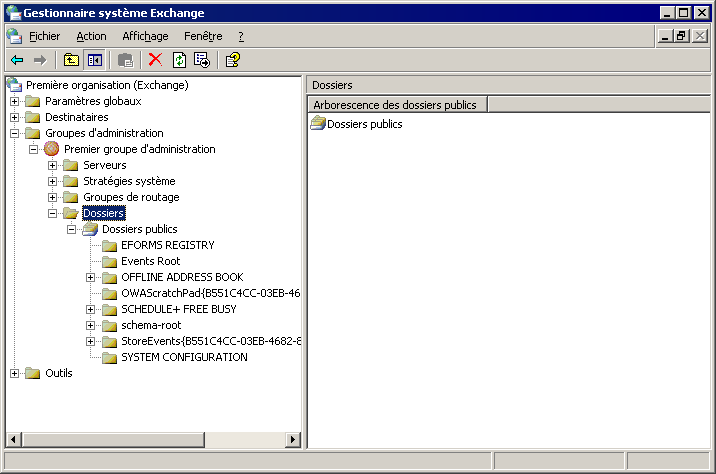 Gestionnaire système Exchange
Fichier Action Affichage Fenêtre ?
Première organisation (Exchange)
Paramètres globaux
Destinataires
Groupes d'administration
Premier groupe d'administration
Serveurs
Stratégies système
Groupes de routage
Dossiers
Dossiers publics
EFORMS REGISTRY
Events Root
OFFLINE ADDRESS BOOK
OWAScratchPad{B551C4CC-03EB-46
SCHEDULE+ FREE BUSY
schema-root
StoreEvents{B551C4CC-03EB-4682-8
SYSTEM CONFIGURATION
Outils
Dossiers
Arborescence des dossiers publics
Dossiers publics